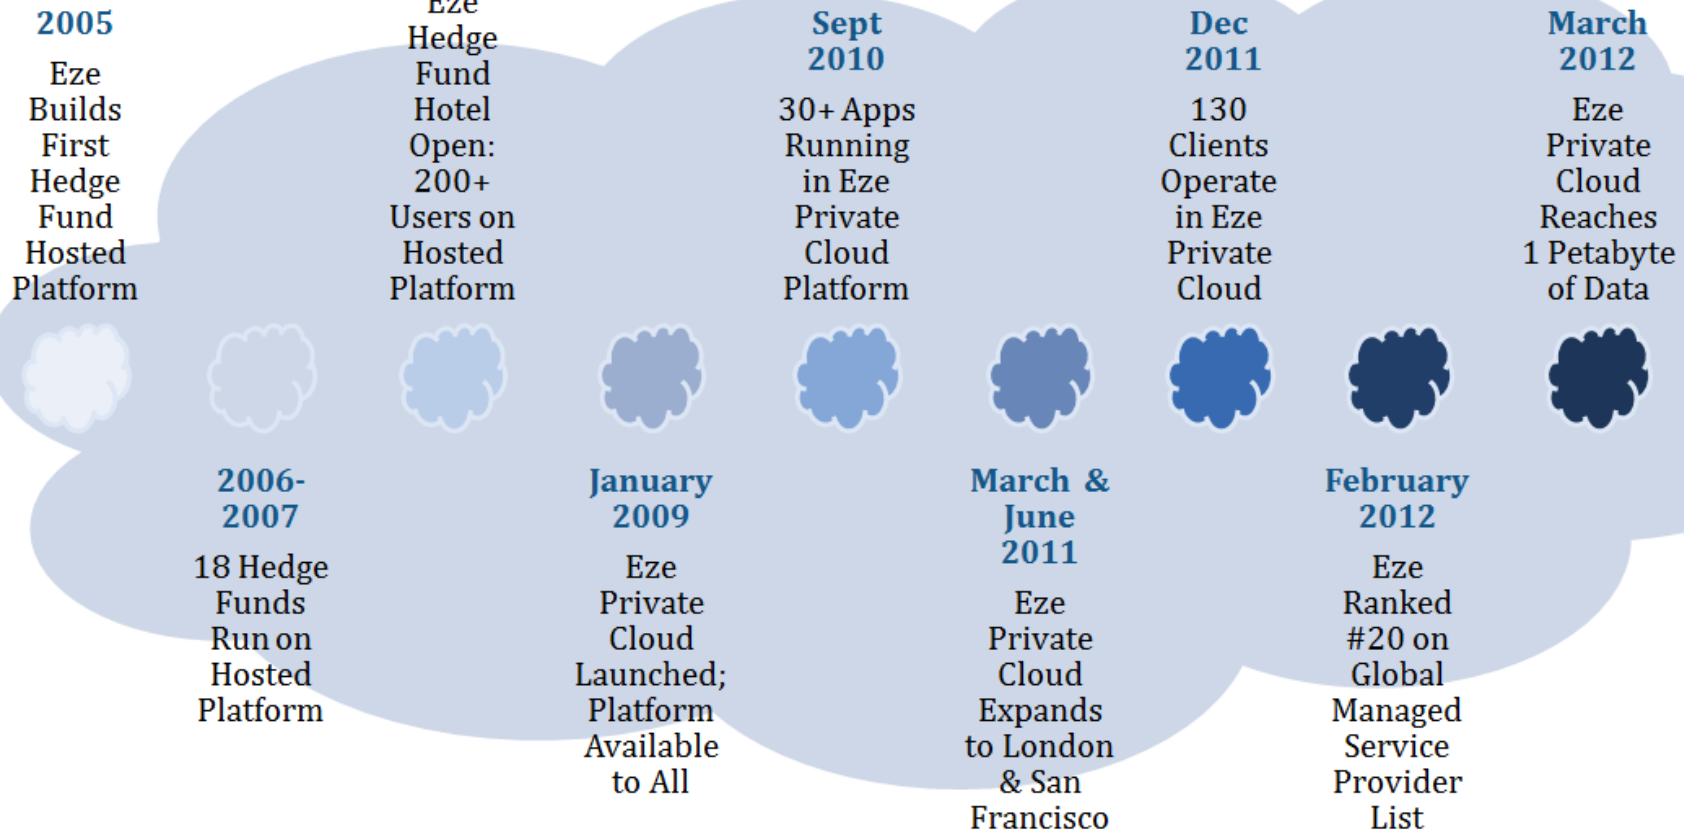 2005
Eze
Builds
First
Hedge
Fund
Hosted
Platform
2006-
2007
18 Hedge
Funds
Run on
Hosted
Platform
Eze
Hedge
Fund
Hotel
Open:
200+
Users on
Hosted
Platform
January
2009
Eze
Private
Cloud
Launched;
Platform
Available
to All
Sept
2010
30+ Apps
Running
in Eze
Private
Cloud
Platform
March &
June
2011
Eze
Private
Cloud
Expands
to London
& San
Francisco
Dec
2011
130
Clients
Operate
in Eze
Private
Cloud
February
2012
Eze
Ranked
#20 on
Global
Managed
Service
Provider
List
March
2012
Eze
Private
Cloud
Reaches
1 Petabyte
of Data